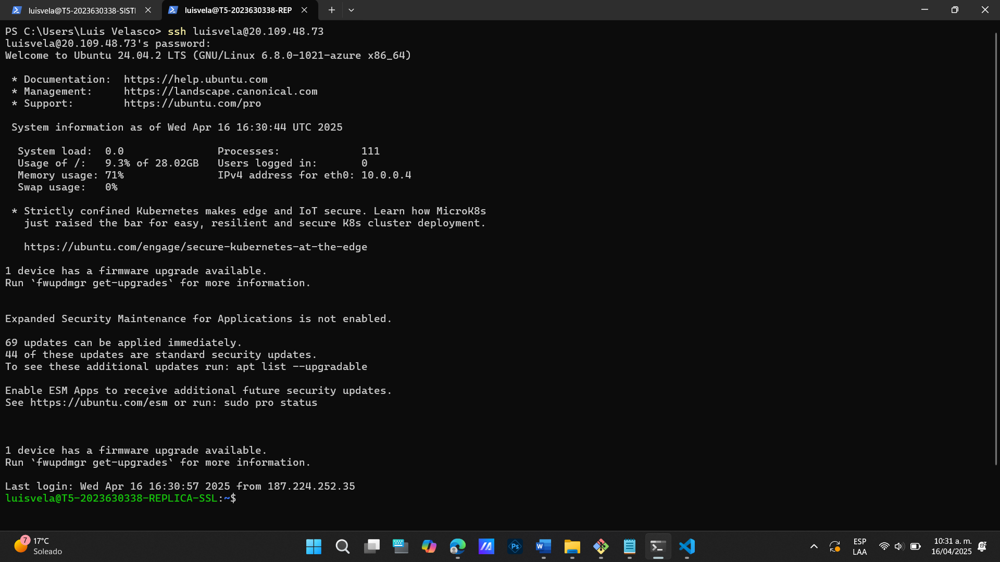 luisvela@T5-2023630338-SISTI
luisvela@T5-2023630338-REP
PS C:\Users\Luis Velasco> ssh luisvela@20.109.48.73
luisvela@20.109.48.73's password:
Welcome to Ubuntu 24.04.2 LTS (GNU/Linux 6.8.0-1021-azure x86_64)
* Documentation:  https://help.ubuntu.com
* Management:     https://landscape.canonical.com
* Support:        https://ubuntu.com/pro
System information as of Wed Apr 16 16:30:44 UTC 2025
System load:  0.0               Processes:             111
Usage of /:   9.3% of 28.02GB   Users logged in:       0
Memory usage: 71%               IPv4 address for eth0: 10.0.0.4
Swap usage:   0%
* Strictly confined Kubernetes makes edge and IoT secure. Learn how MicroK8s
just raised the bar for easy, resilient and secure K8s cluster deployment.
https://ubuntu.com/engage/secure-kubernetes-at-the-edge
1 device has a firmware upgrade available.
Run `fwupdmgr get-upgrades` for more information.
Expanded Security Maintenance for Applications is not enabled.
69 updates can be applied immediately.
44 of these updates are standard security updates.
To see these additional updates run: apt list --upgradable
Enable ESM Apps to receive additional future security updates.
See https://ubuntu.com/esm or run: sudo pro status
1 device has a firmware upgrade available.
Run `fwupdmgr get-upgrades` for more information.
Last login: Wed Apr 16 16:30:57 2025 from 187.224.252.35
luisvela@T5-2023630338-REPLICA-SSL:~$
7
17°C
Soleado
Ps
W
ESP
LAA
10:31 a. m.
16/04/2025